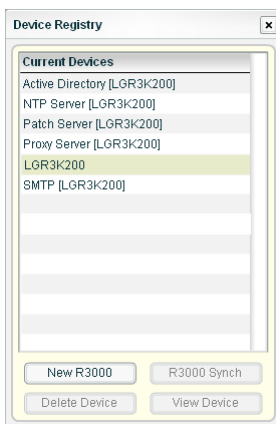 Device Registry
x
Current Devices
Active Directory [LGR3K200]
NTP Server [LGR3K200]
Patch Server [LGR3K200]
Proxy Server [LGR3K200]
LGR3K200
SMTP [LGR3K200]
New R3000
R3000 Synch
Delete Device
View Device